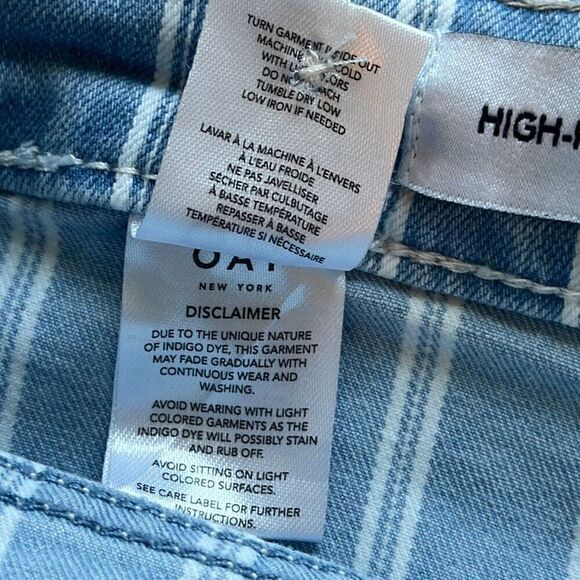 TURN GARMENT INSIDE OUT
MACHINE COLD
WITH
DO NOT
TUMBLE DRY LOW
LOW IRON IF NEEDED
LAVAR À LA MACHINE À L'ENVERS
À L'EAU FROIDE
NE PAS JAVELLISER
SÉCHER PAR CULBUTAGE
À BASSE TEMPÉRATURE
REPASSER À BASSE
TEMPÉRATURE SI NÉCESSAIRE
HIGH-
OAT
NEW YORK
DISCLAIMER
DUE TO THE UNIQUE NATURE
OF INDIGO DYE, THIS GARMENT
MAY FADE GRADUALLY WITH
CONTINUOUS WEAR AND
WASHING.
AVOID WEARING WITH LIGHT
COLORED GARMENTS AS THE
INDIGO DYE WILL POSSIBLY STAIN
AND RUB OFF.
AVOID SITTING ON LIGHT
COLORED SURFACES.
SEE CARE LABEL FOR FURTHER
INSTRUCTIONS.